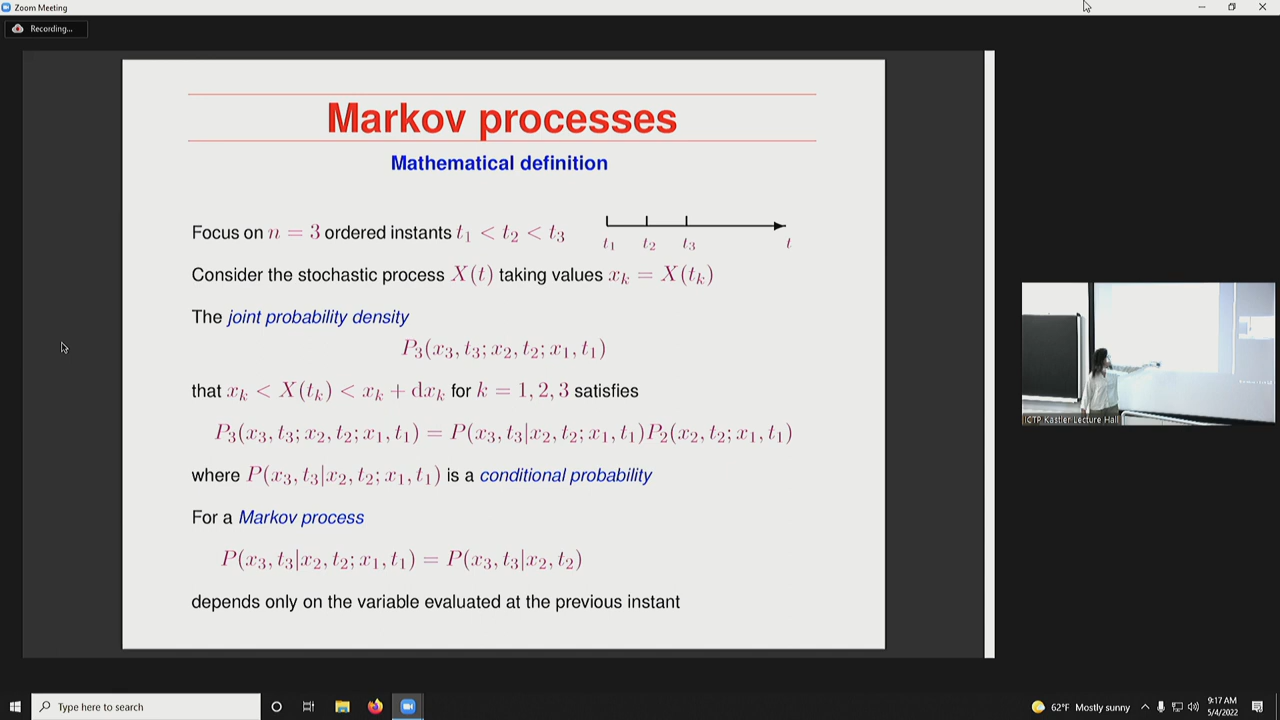 Zoom Meeting
Recording...
Markov processes
Mathematical definition
Focus on n = 3 ordered instants t₁ < t₂ < t₃
t₁ t₂ t₃ t
Consider the stochastic process X(t) taking values xₖ = X(tₖ)
The joint probability density
P₃(x₃, t₃; x₂, t₂; x₁, t₁)
that xₖ < X(tₖ) < xₖ + dxₖ for k = 1, 2, 3 satisfies
P₃(x₃, t₃; x₂, t₂; x₁, t₁) = P(x₃, t₃|x₂, t₂; x₁, t₁)P₂(x₂, t₂; x₁, t₁)
where P(x₃, t₃|x₂, t₂; x₁, t₁) is a conditional probability
For a Markov process
P(x₃, t₃|x₂, t₂; x₁, t₁) = P(x₃, t₃|x₂, t₂)
depends only on the variable evaluated at the previous instant
ICTP Kastler Lecture Hall
Type here to search
62°F Mostly sunny
9:17 AM
5/4/2022